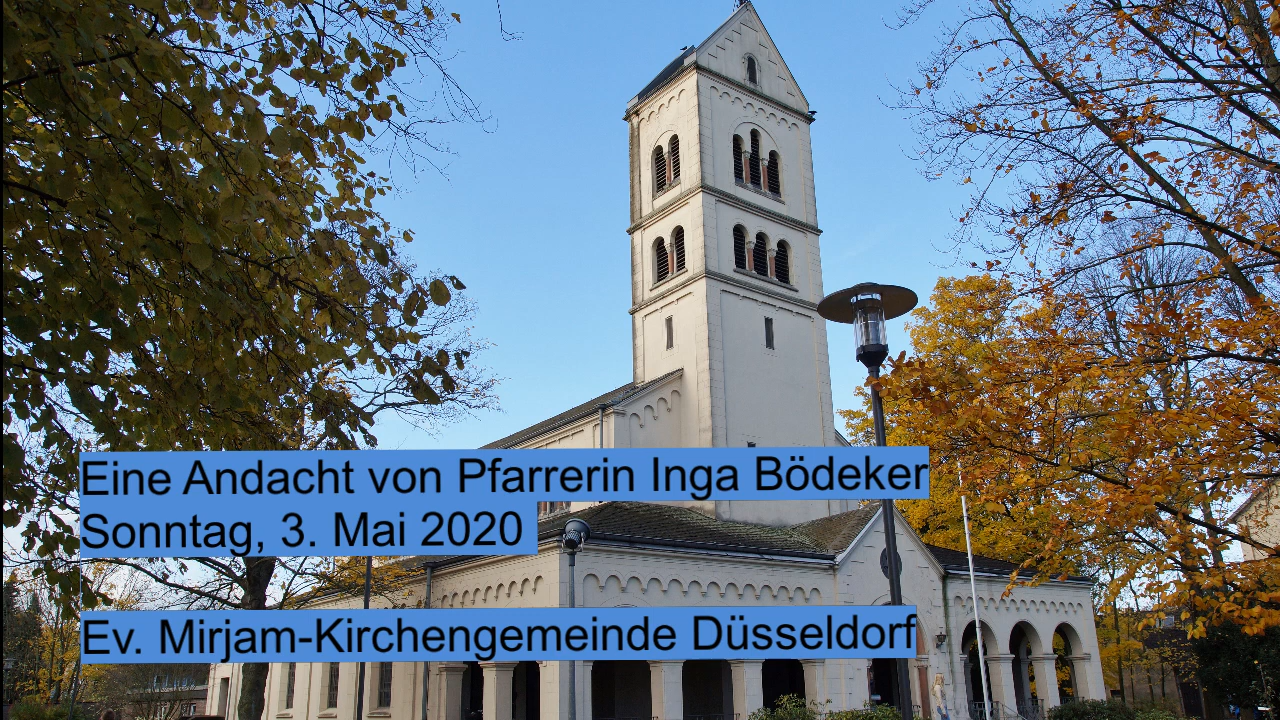 Eine Andacht von Pfarrerin Inga Bödeker
Sonntag, 3. Mai 2020
Ev. Mirjam-Kirchengemeinde Düsseldorf